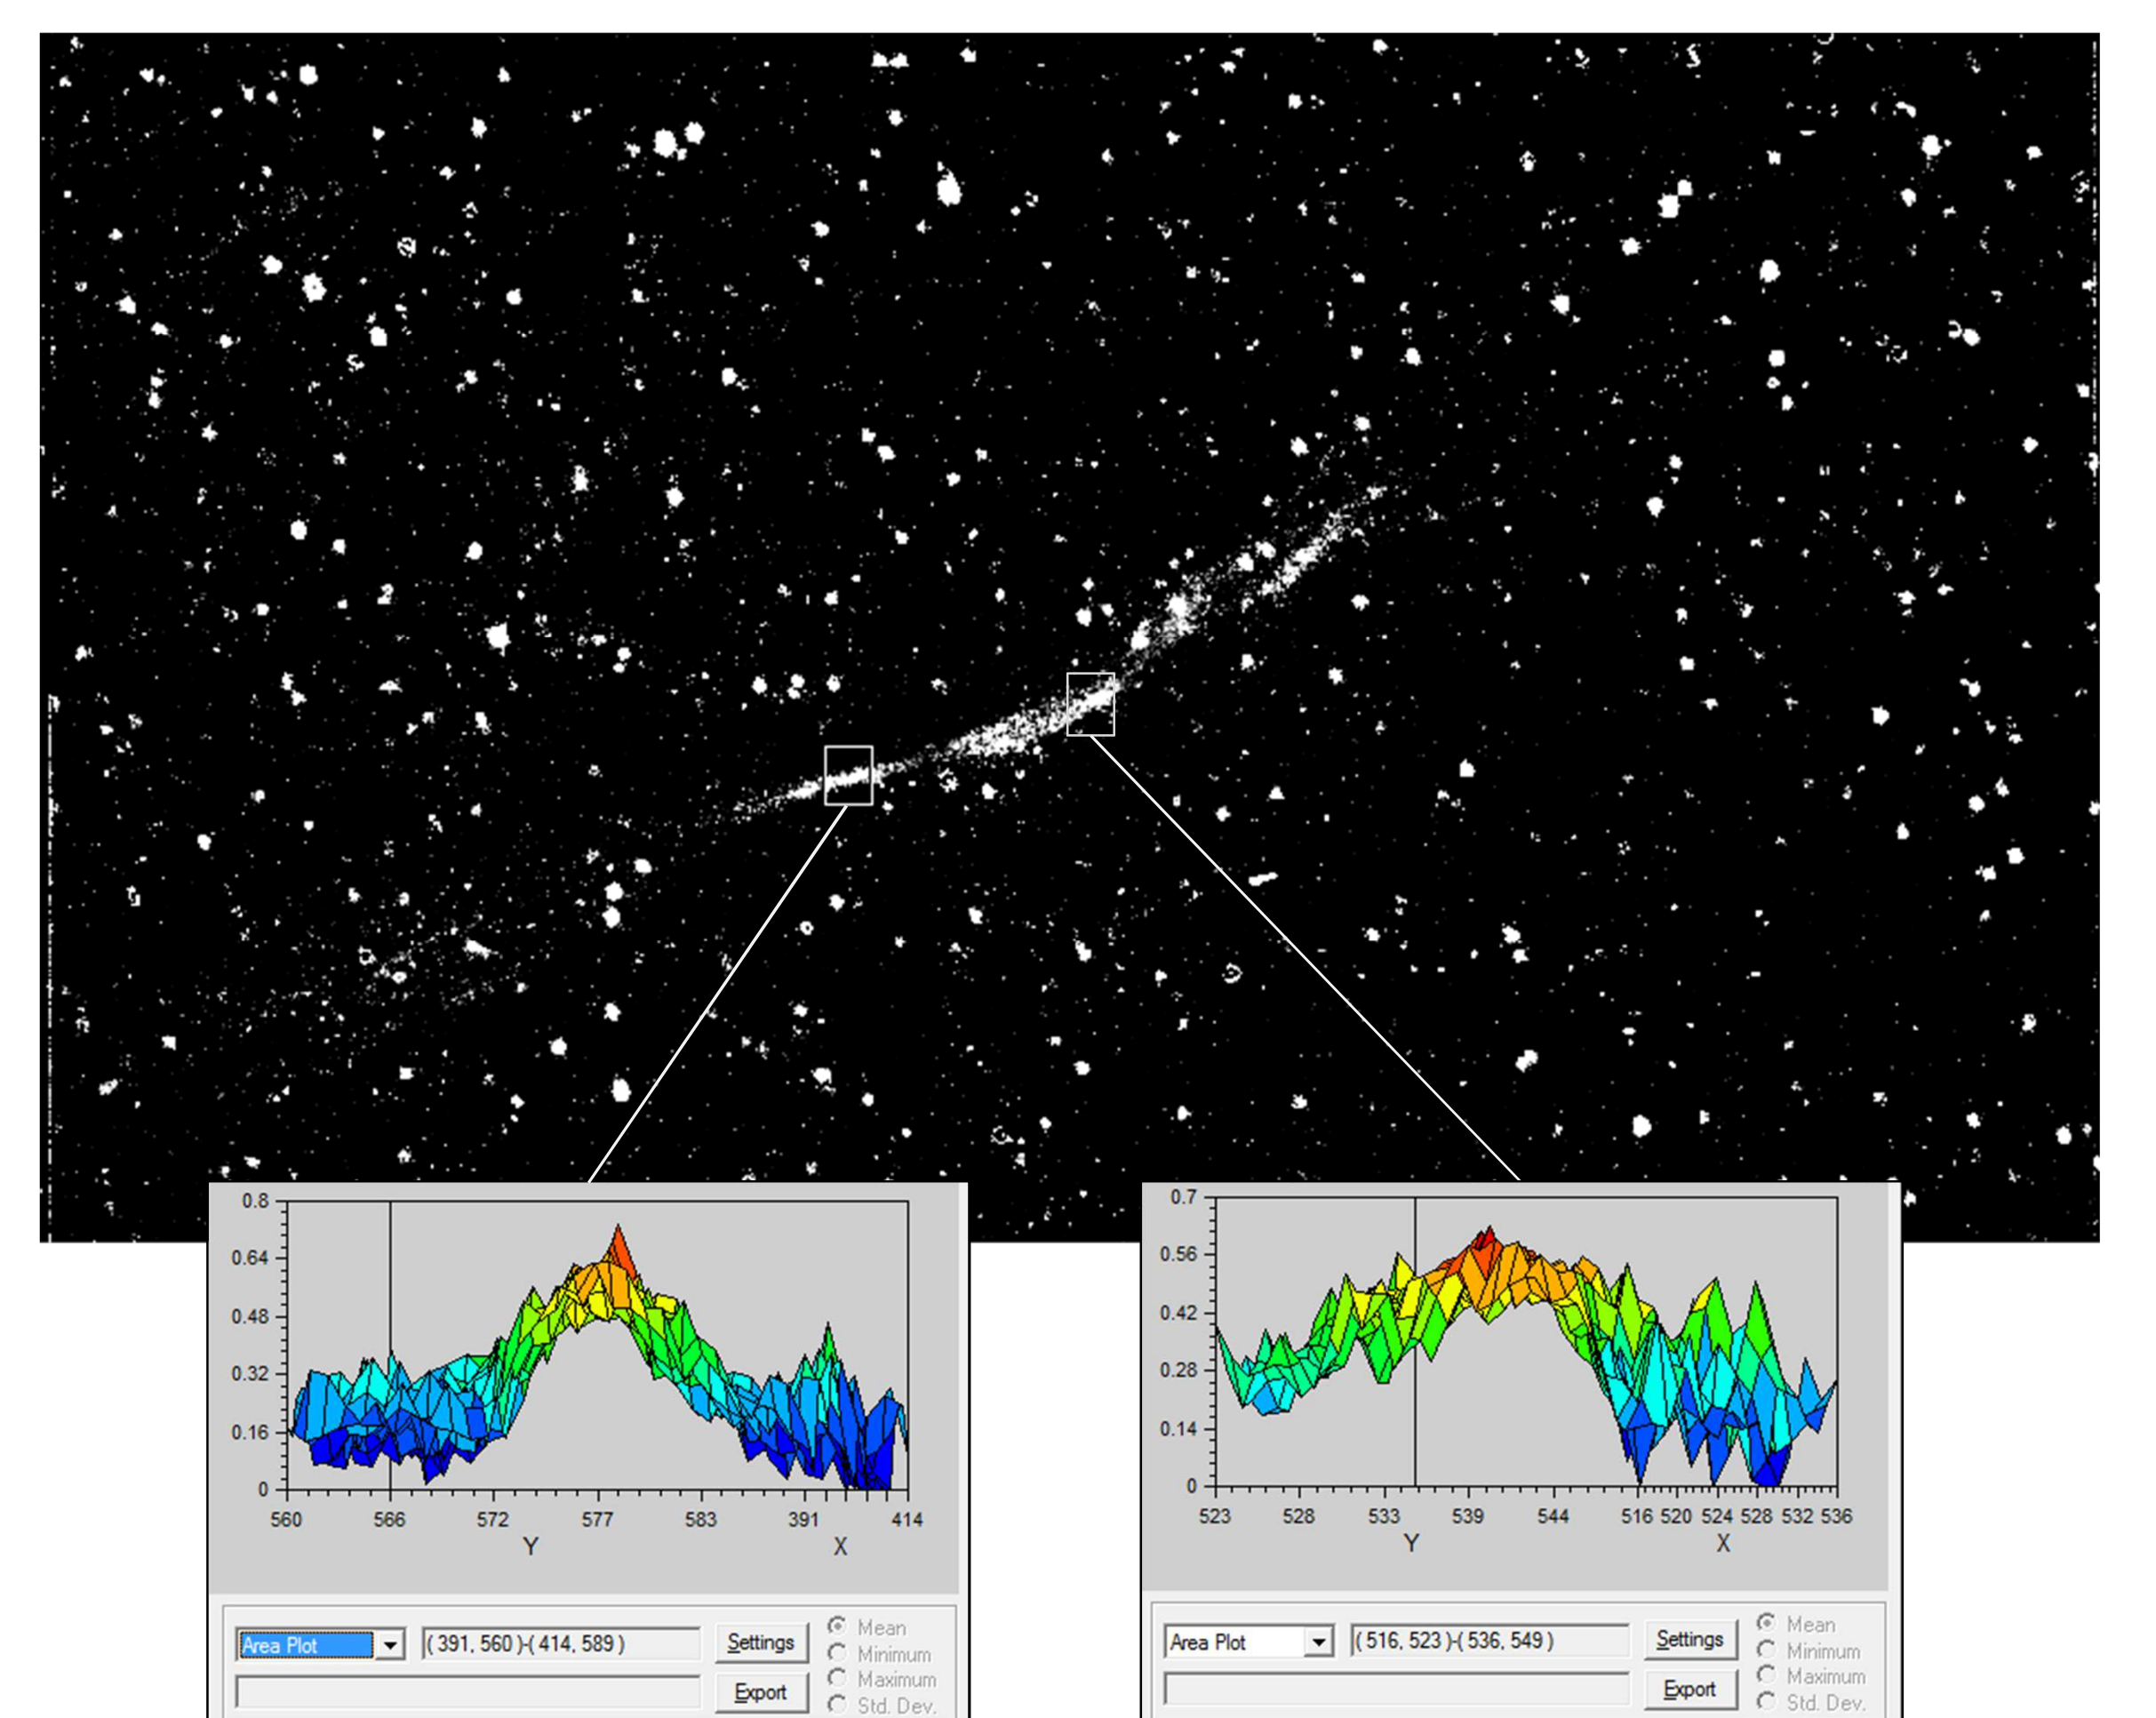 0.8
0.64
0.48
0.32
0.16
0
560 566 572 577 583 391 414
Y X
Area Plot ( 391, 560 )-( 414, 589 ) Settings
Export
Mean
Minimum
Maximum
Std. Dev.
0.7
0.56
0.42
0.28
0.14
0
523 528 533 539 544 516 520 524 528 532 536
Y X
Area Plot ( 516, 523 )-( 536, 549 ) Settings
Export
Mean
Minimum
Maximum
Std. Dev.